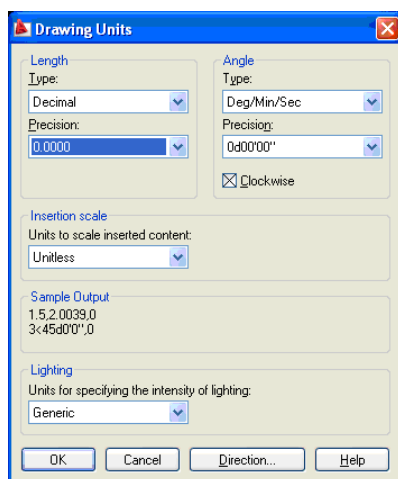 Drawing Units
Length
Type:
Decimal
Precision:
0.0000
Angle
Type:
Deg/Min/Sec
Precision:
0d00'00"
Clockwise
Insertion scale
Units to scale inserted content:
Unitless
Sample Output
1.5,2.0039,0
3<45d0'0",0
Lighting
Units for specifying the intensity of lighting:
Generic
OK Cancel Direction... Help